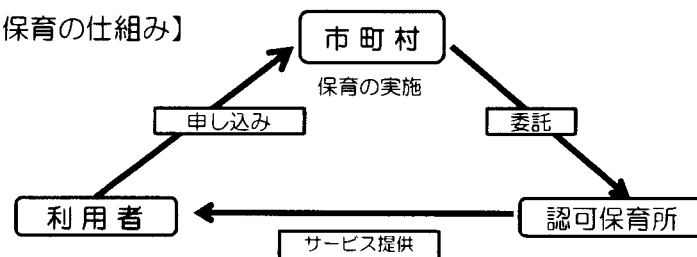 保育の仕組み】
市町村
保育の実施
申し込み
委託
利用者
認可保育所
サービス提供